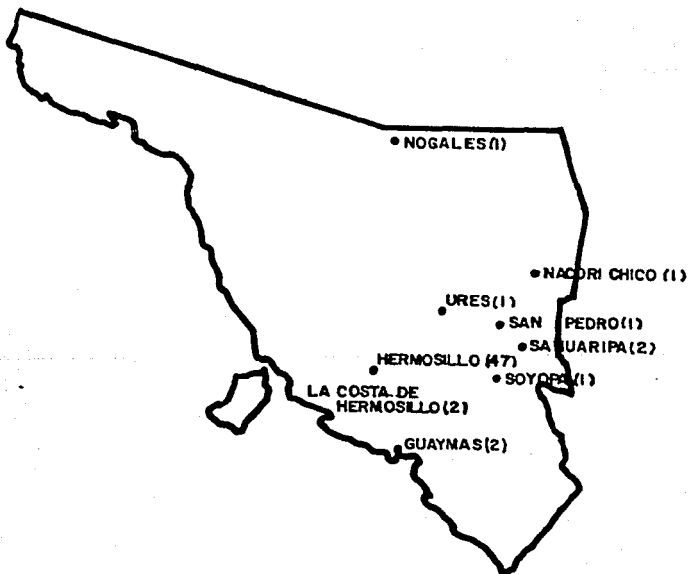 NOGALES(1)
NACORI CHICO (1)
URES(1)
SAN PEDRO(1)
SAHUARIPA(2)
HERMOSILLO (47)
SOYOPA(1)
LA COSTA DE
HERMOSILLO(2)
GUAYMAS(2)